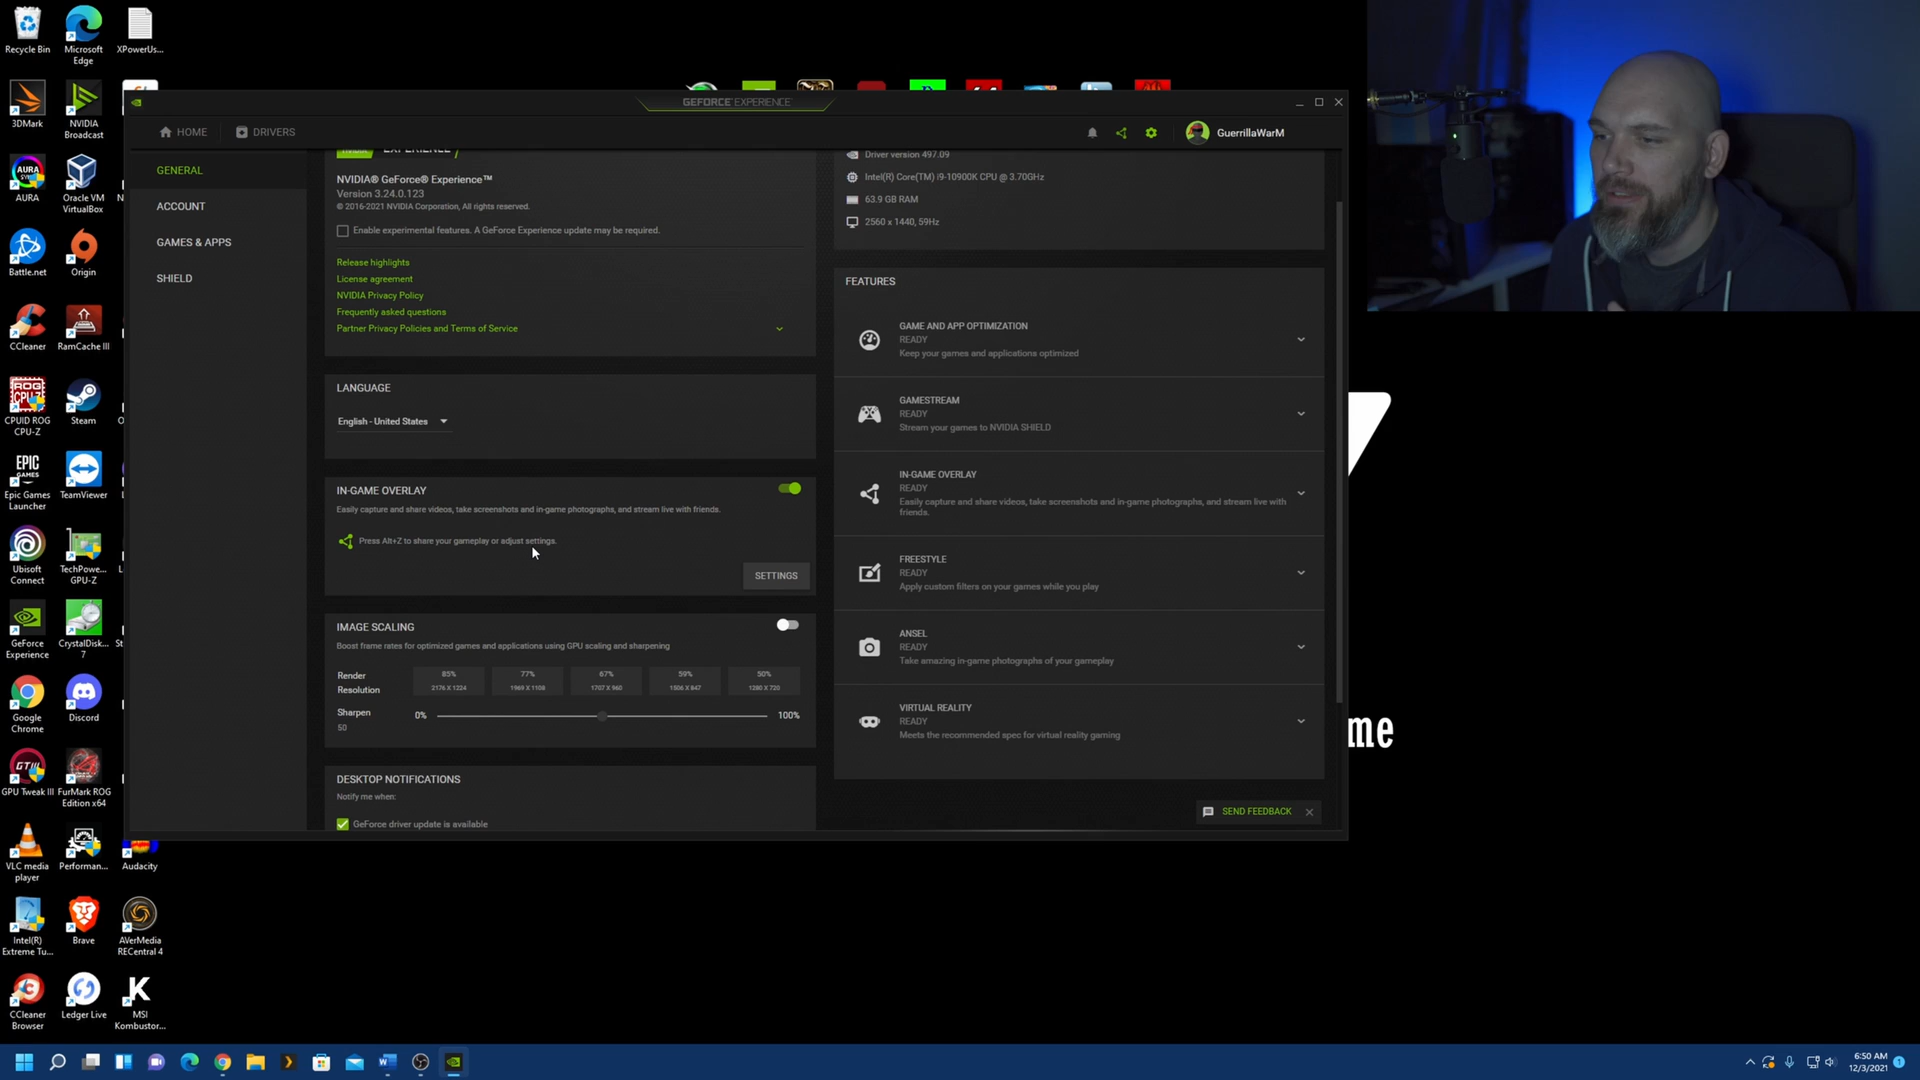 Recycle Bin
Microsoft Edge
XPowerUs...
3DMark
NVIDIA Broadcast
AURA
Oracle VM VirtualBox
Battle.net
Origin
CCleaner
RamCache III
CPUID ROG CPU-Z
Steam
Epic Games Launcher
TeamViewer
Ubisoft Connect
TechPowe... GPU-Z
GeForce Experience
CrystalDisk... 7
Google Chrome
Discord
GPU Tweak III
FurMark ROG Edition x64
VLC media player
Performan...
Audacity
Intel(R) Extreme Tu...
Brave
AVerMedia RECentral 4
CCleaner Browser
Ledger Live
MSI Kombustor...
GEFORCE EXPERIENCE
HOME
DRIVERS
GuerrillaWarM
GENERAL
ACCOUNT
GAMES & APPS
SHIELD
EXPERIENCE
NVIDIA® GeForce® Experience™
Version 3.24.0.123
© 2016-2021 NVIDIA Corporation, All rights reserved.
Enable experimental features. A GeForce Experience update may be required.
Release highlights
License agreement
NVIDIA Privacy Policy
Frequently asked questions
Partner Privacy Policies and Terms of Service
LANGUAGE
English - United States
IN-GAME OVERLAY
Easily capture and share videos, take screenshots and in-game photographs, and stream live with friends.
Press Alt+Z to share your gameplay or adjust settings.
SETTINGS
IMAGE SCALING
Boost frame rates for optimized games and applications using GPU scaling and sharpening
Render Resolution
85%
2176 X 1224
77%
1969 X 1108
67%
1707 X 960
59%
1506 X 847
50%
1280 X 720
Sharpen
0%
100%
50
DESKTOP NOTIFICATIONS
Notify me when:
GeForce driver update is available
Driver version 497.09
Intel(R) Core(TM) i9-10900K CPU @ 3.70GHz
63.9 GB RAM
2560 x 1440, 59Hz
FEATURES
GAME AND APP OPTIMIZATION
READY
Keep your games and applications optimized
GAMESTREAM
READY
Stream your games to NVIDIA SHIELD
IN-GAME OVERLAY
READY
Easily capture and share videos, take screenshots and in-game photographs, and stream live with friends.
FREESTYLE
READY
Apply custom filters on your games while you play
ANSEL
READY
Take amazing in-game photographs of your gameplay
VIRTUAL REALITY
READY
Meets the recommended spec for virtual reality gaming
SEND FEEDBACK
me
6:50 AM
12/3/2021